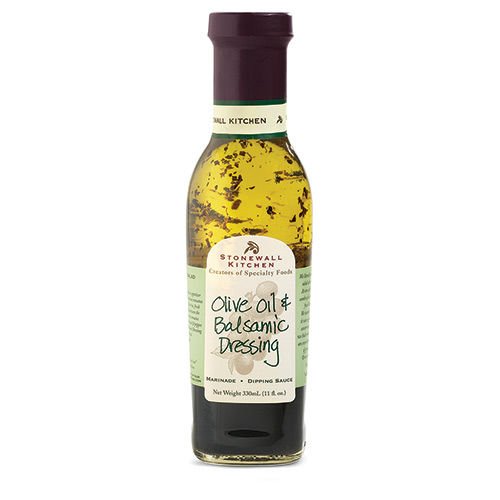 WALL KITCHEN
STONEWALL
KITCHEN
Creators of Specialty Foods
Olive Oil &
Balsamic
Dressing
MARINADE • DIPPING SAUCE
Net Weight 330mL (11 fl. oz.)